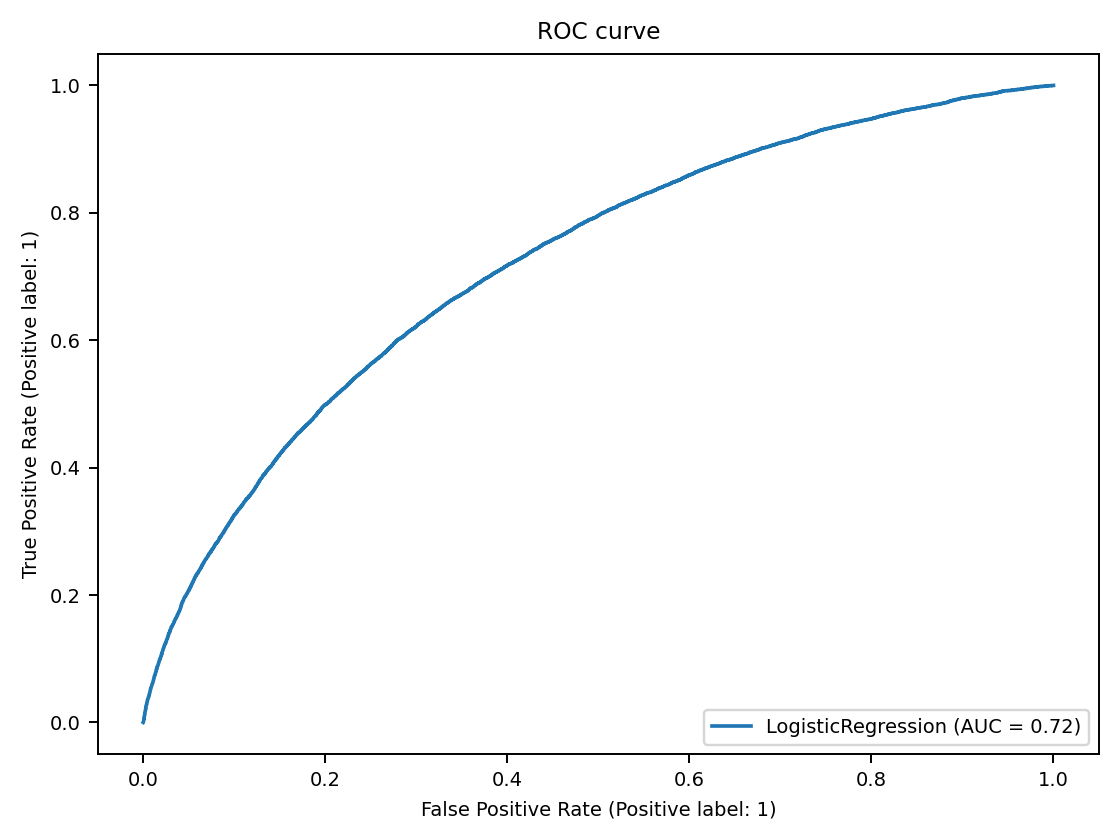 ROC curve
True Positive Rate (Positive label: 1)
1.0
0.8
0.6
0.4
0.2
0.0
LogisticRegression (AUC = 0.72)
0.0 0.2 0.4 0.6 0.8 1.0
False Positive Rate (Positive label: 1)